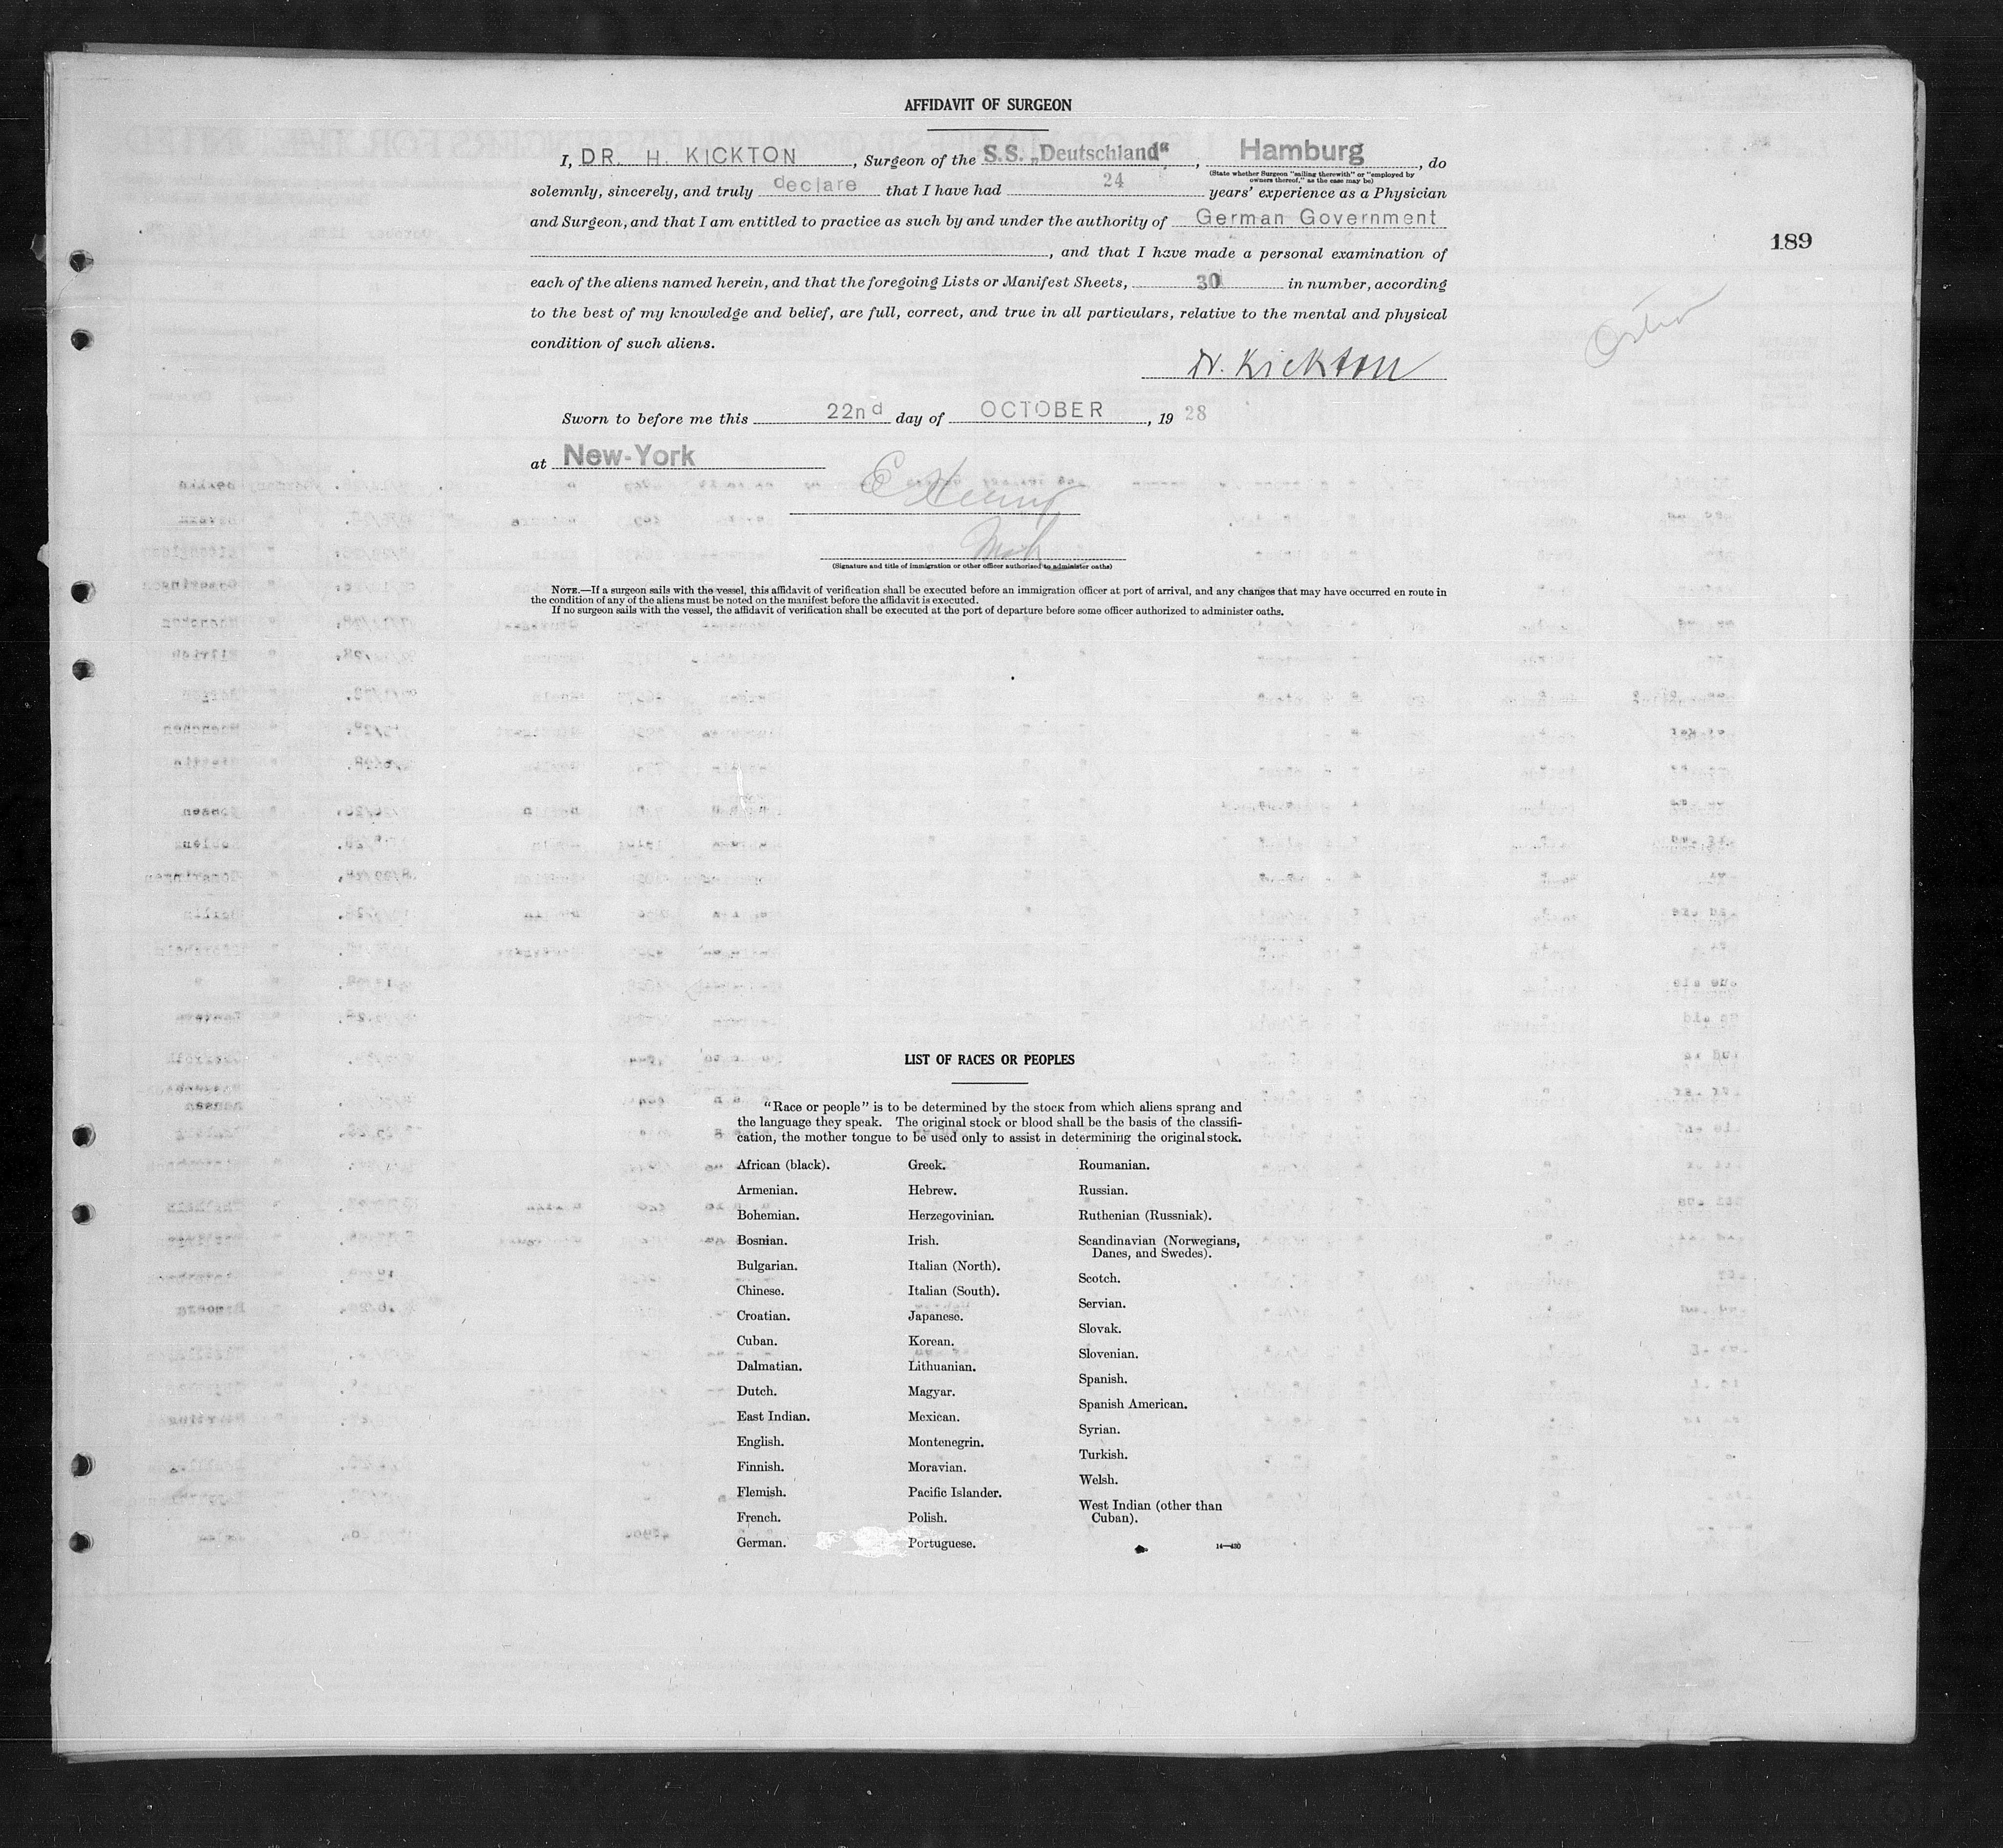 AFFIDAVIT OF SURGEON
I, DR. H. KICKTON, Surgeon of the S.S. „Deutschland“, Hamburg, do
(State whether Surgeon "sailing therewith" or "employed by
owners thereof," as the case may be)
solemnly, sincerely, and truly declare that I have had 24 years' experience as a Physician
and Surgeon, and that I am entitled to practice as such by and under the authority of German Government
, and that I have made a personal examination of
each of the aliens named herein, and that the foregoing Lists or Manifest Sheets, 30 in number, according
to the best of my knowledge and belief, are full, correct, and true in all particulars, relative to the mental and physical
condition of such aliens.
189
Kickton
Sworn to before me this 22nd day of OCTOBER, 19 28
at New-York
(Signature and title of immigration or other officer authorized to administer oaths)
NOTE.—If a surgeon sails with the vessel, this affidavit of verification shall be executed before an immigration officer at port of arrival, and any changes that may have occurred en route in
the condition of any of the aliens must be noted on the manifest before the affidavit is executed.
If no surgeon sails with the vessel, the affidavit of verification shall be executed at the port of departure before some officer authorized to administer oaths.
LIST OF RACES OR PEOPLES
"Race or people" is to be determined by the stock from which aliens sprang and
the language they speak. The original stock or blood shall be the basis of the classifi-
cation, the mother tongue to be used only to assist in determining the original stock.
African (black).
Armenian.
Bohemian.
Bosnian.
Bulgarian.
Chinese.
Croatian.
Cuban.
Dalmatian.
Dutch.
East Indian.
English.
Finnish.
Flemish.
French.
German.
Greek.
Hebrew.
Herzegovinian.
Irish.
Italian (North).
Italian (South).
Japanese.
Korean.
Lithuanian.
Magyar.
Mexican.
Montenegrin.
Moravian.
Pacific Islander.
Polish.
Portuguese.
Roumanian.
Russian.
Ruthenian (Russniak).
Scandinavian (Norwegians,
Danes, and Swedes).
Scotch.
Servian.
Slovak.
Slovenian.
Spanish.
Spanish American.
Syrian.
Turkish.
Welsh.
West Indian (other than
Cuban).
14—430